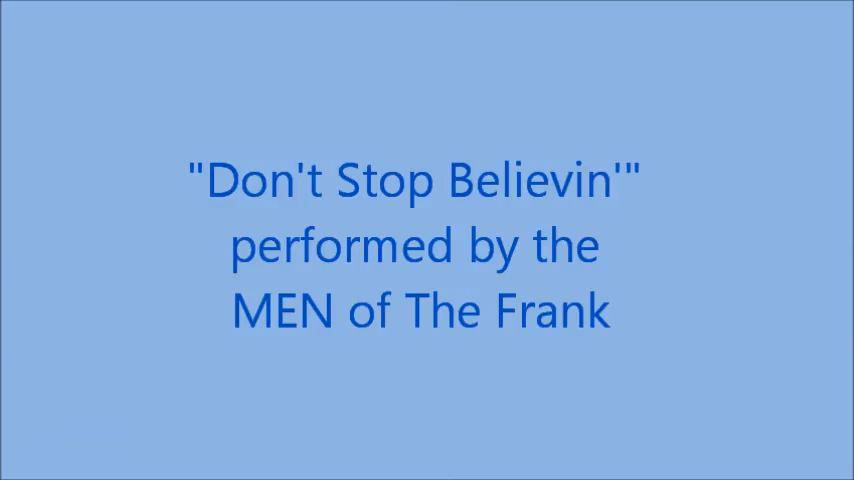 "Don't Stop Believin'"
performed by the
MEN of The Frank